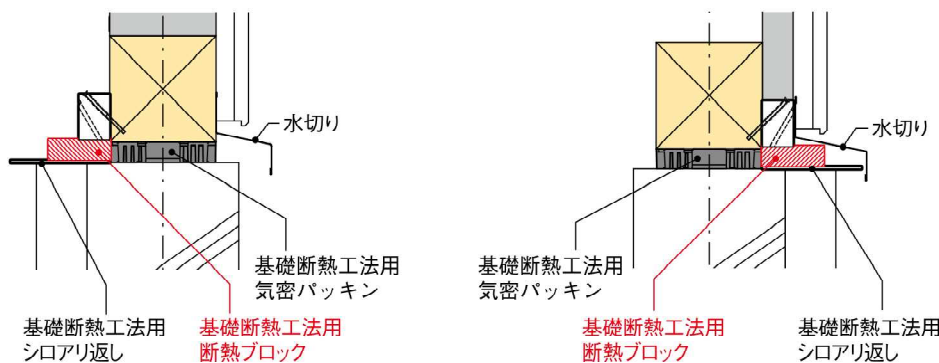 水切り
基礎断熱工法用
気密パッキン
基礎断熱工法用
シロアリ返し
基礎断熱工法用
断熱ブロック
水切り
基礎断熱工法用
気密パッキン
基礎断熱工法用
断熱ブロック
基礎断熱工法用
シロアリ返し